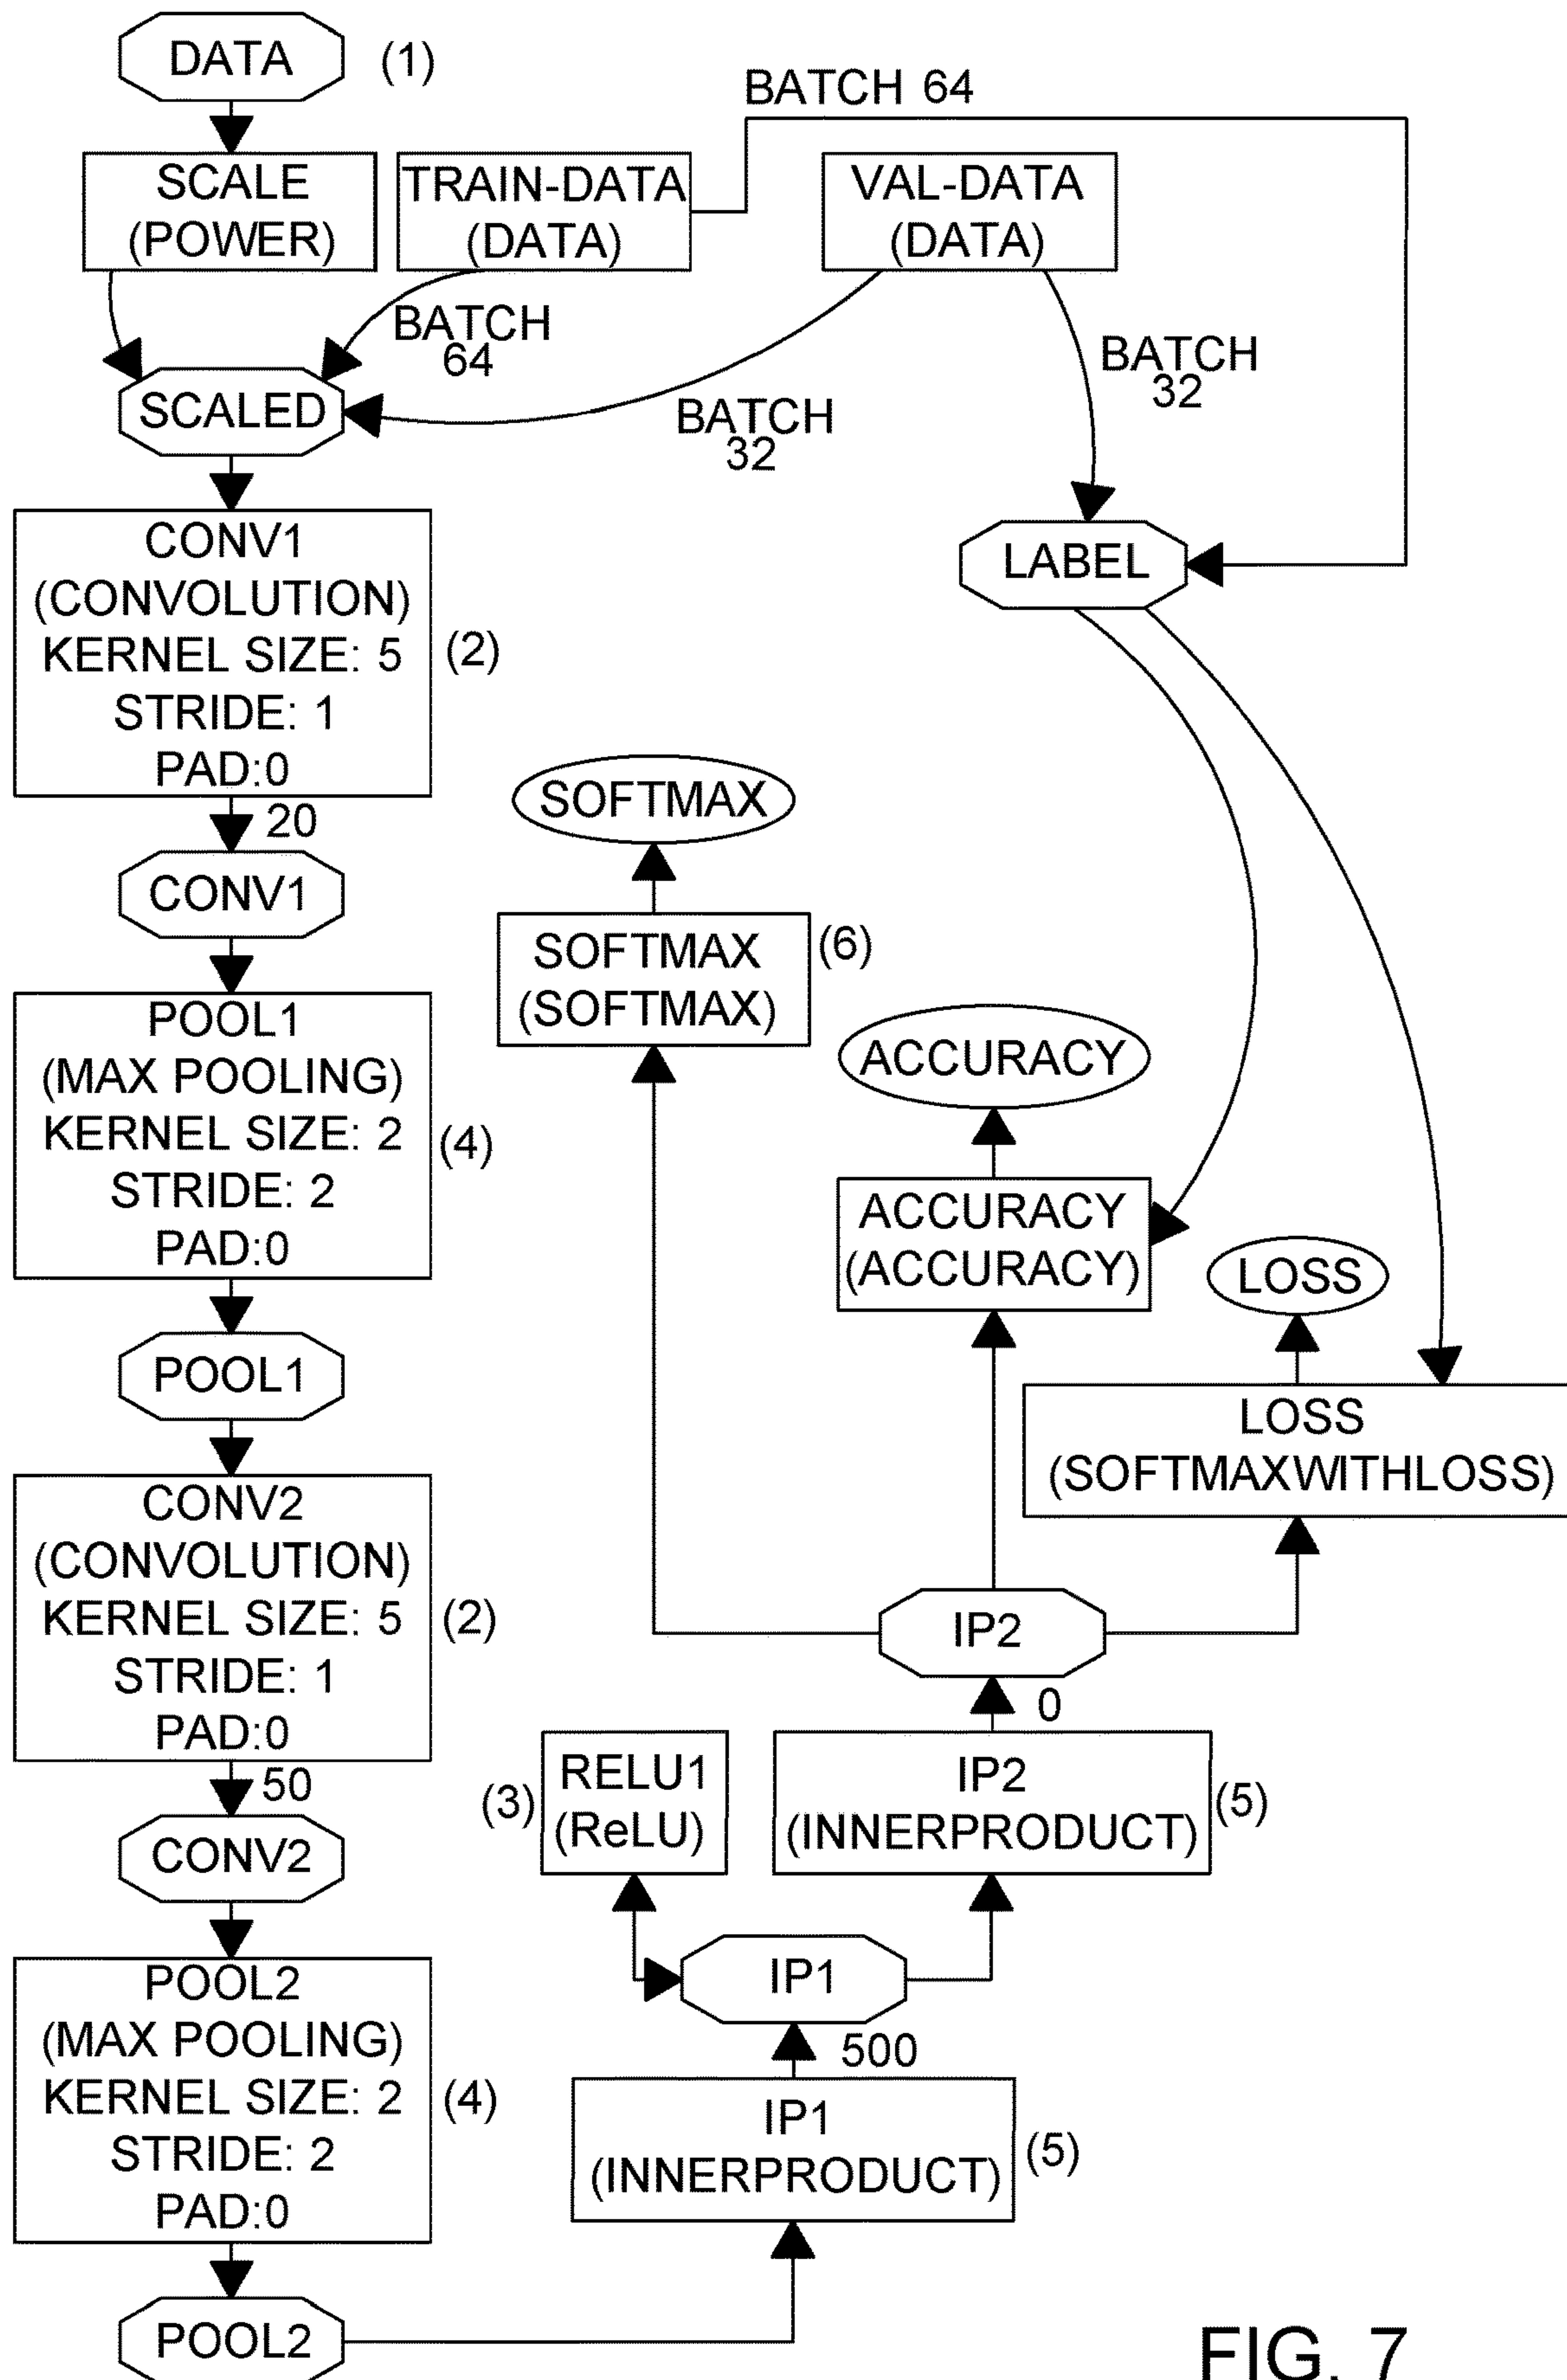 DATA
(1)
BATCH 64
SCALE
(POWER)
TRAIN-DATA
(DATA)
VAL-DATA
(DATA)
BATCH
64
BATCH
32
BATCH
32
SCALED
LABEL
CONV1
(CONVOLUTION)
KERNEL SIZE: 5
STRIDE: 1
PAD:0
(2)
20
CONV1
POOL1
(MAX POOLING)
KERNEL SIZE: 2
STRIDE: 2
PAD:0
(4)
POOL1
CONV2
(CONVOLUTION)
KERNEL SIZE: 5
STRIDE: 1
PAD:0
(2)
50
CONV2
POOL2
(MAX POOLING)
KERNEL SIZE: 2
STRIDE: 2
PAD:0
(4)
POOL2
SOFTMAX
SOFTMAX
(SOFTMAX)
(6)
ACCURACY
ACCURACY
(ACCURACY)
LOSS
LOSS
(SOFTMAXWITHLOSS)
IP2
0
RELU1
(ReLU)
(3)
IP2
(INNERPRODUCT)
(5)
IP1
500
IP1
(INNERPRODUCT)
(5)
FIG. 7